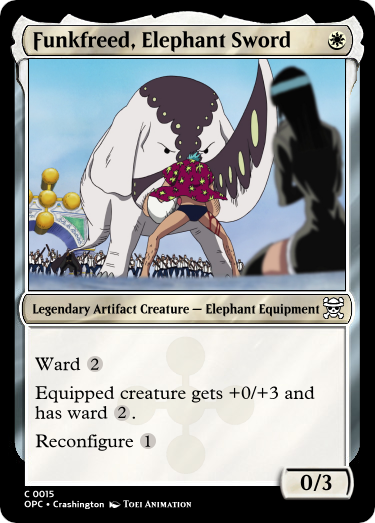 Funkfreed, Elephant Sword
Legendary Artifact Creature — Elephant Equipment
Ward 2
Equipped creature gets +0/+3 and
has ward 2.
Reconfigure 1
0/3
C 0015
OPC • Crashington TOEI ANIMATION